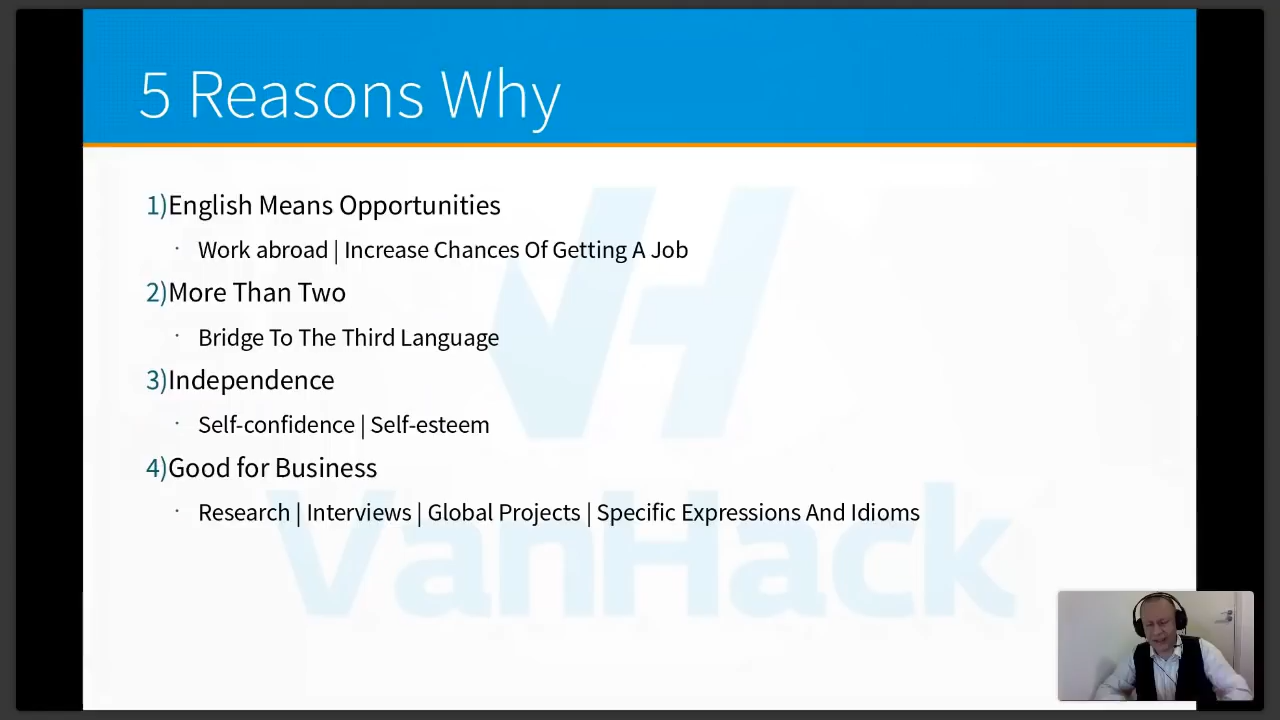 5 Reasons Why
1)English Means Opportunities
· Work abroad | Increase Chances Of Getting A Job
2)More Than Two
· Bridge To The Third Language
3)Independence
· Self-confidence | Self-esteem
4)Good for Business
· Research | Interviews | Global Projects | Specific Expressions And Idioms
VanHack